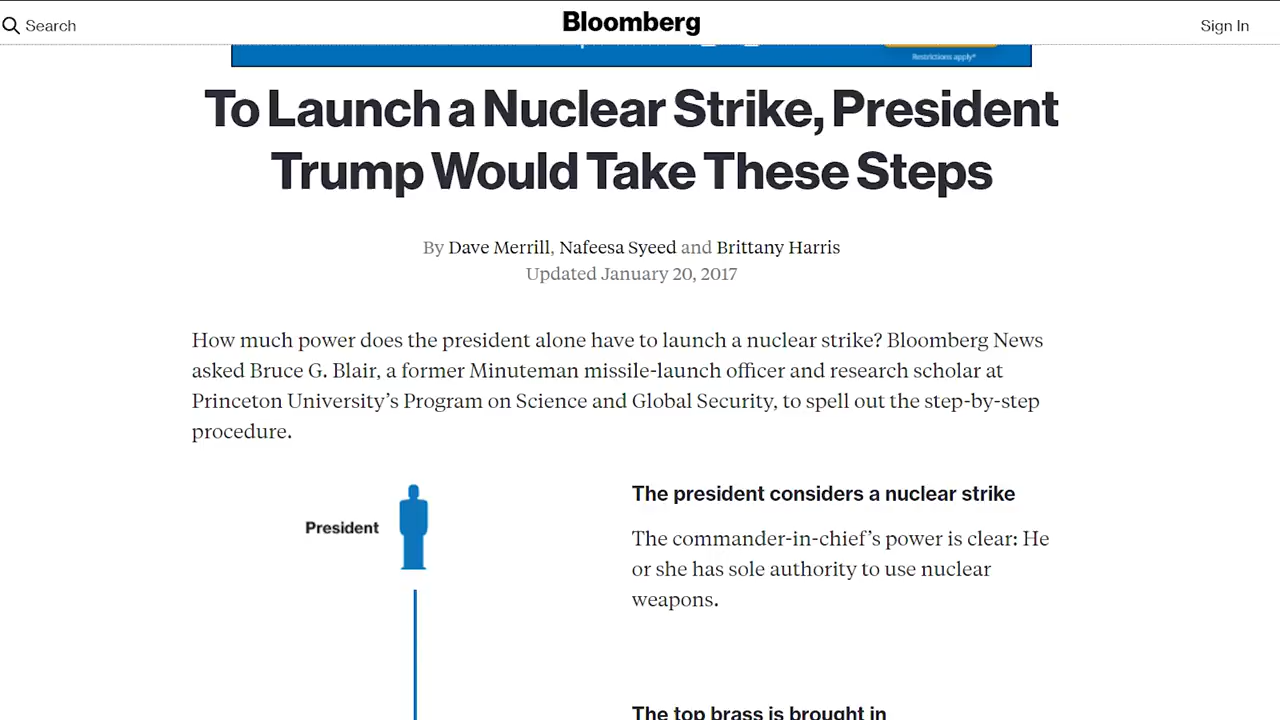 Search
Bloomberg
Sign In
Restrictions apply*
To Launch a Nuclear Strike, President
Trump Would Take These Steps
By Dave Merrill, Nafeesa Syeed and Brittany Harris
Updated January 20, 2017
How much power does the president alone have to launch a nuclear strike? Bloomberg News
asked Bruce G. Blair, a former Minuteman missile-launch officer and research scholar at
Princeton University’s Program on Science and Global Security, to spell out the step-by-step
procedure.
President
The president considers a nuclear strike
The commander-in-chief’s power is clear: He
or she has sole authority to use nuclear
weapons.
The top brass is brought in